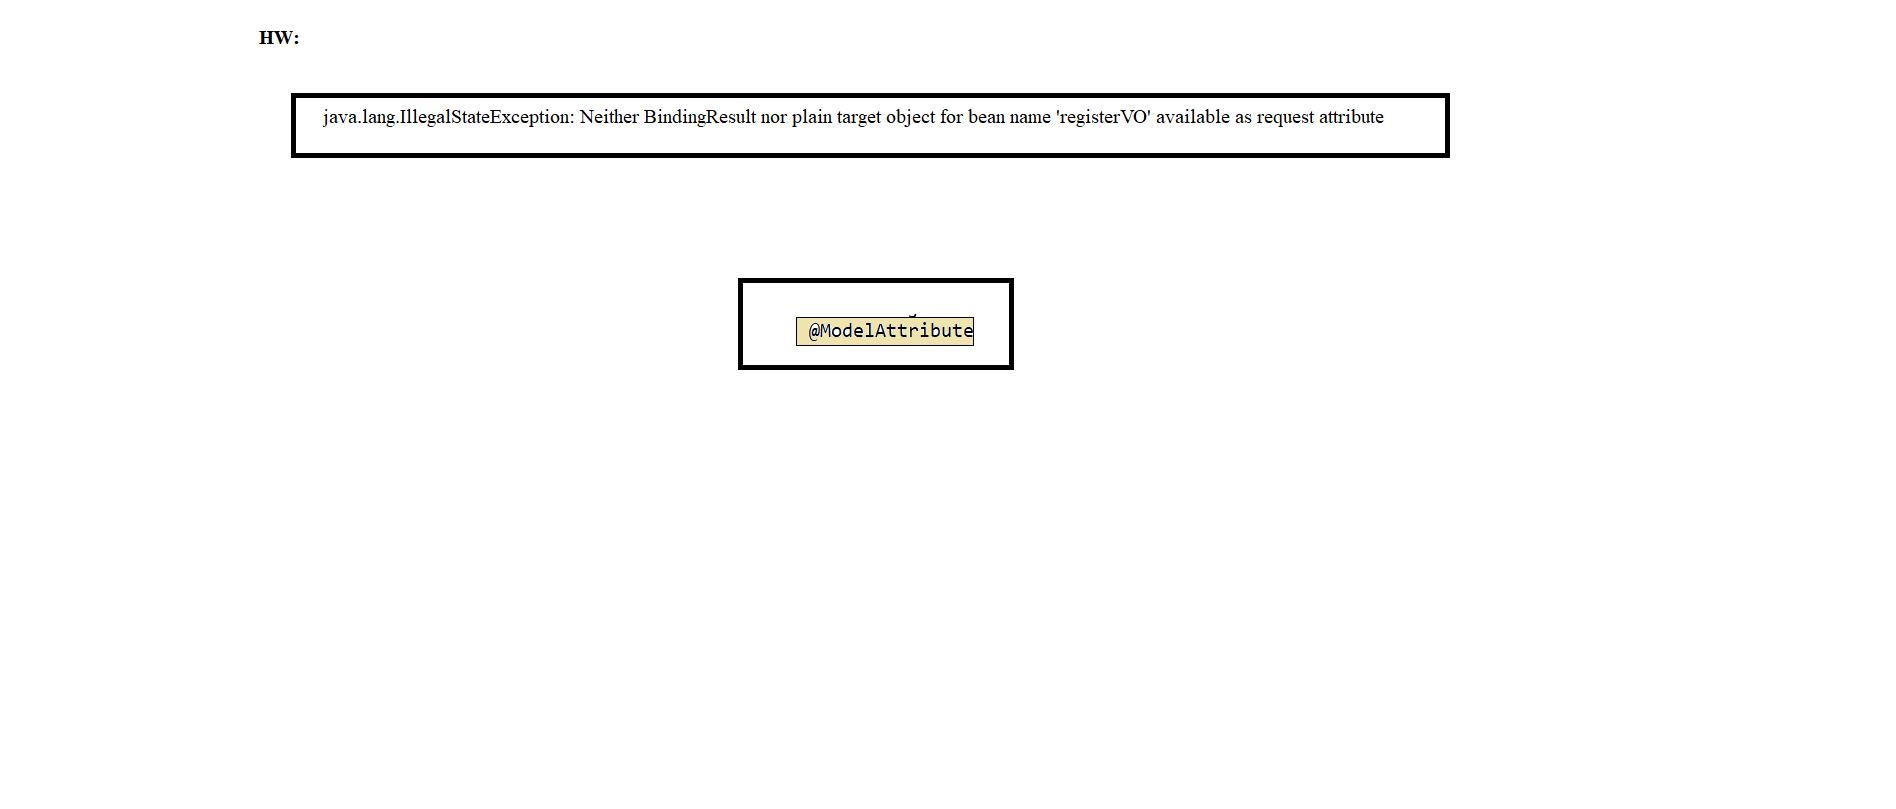 HW:
java.lang.IllegalStateException: Neither BindingResult nor plain target object for bean name 'registerVO' available as request attribute
@ModelAttribute